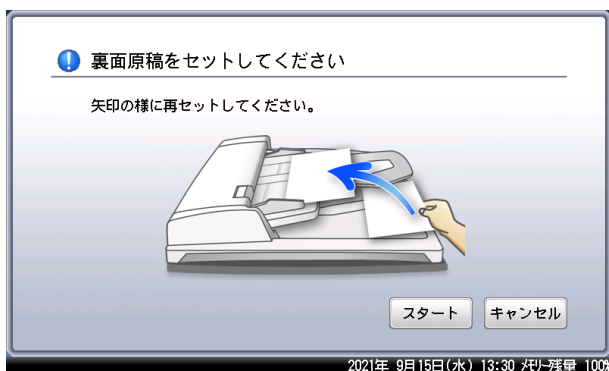 裏面原稿をセットしてください
矢印の様に再セットしてください。
スタート
キャンセル
2021年 9月15日(水) 13:30 ﾒﾓﾘｰ残量 100%